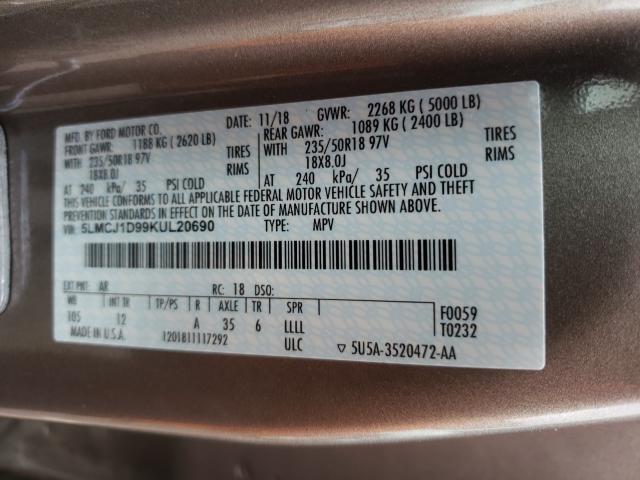 MFD. BY FORD MOTOR CO.
DATE: 11/18 GVWR: 2268 KG ( 5000 LB)
FRONT GAWR: 1188 KG ( 2620 LB)
REAR GAWR: 1089 KG ( 2400 LB)
WITH 235/50R18 97V TIRES
WITH 235/50R18 97V TIRES
18X8.0J RIMS
18X8.0J RIMS
AT 240 kPa/ 35 PSI COLD
AT 240 kPa/ 35 PSI COLD
THIS VEHICLE CONFORMS TO ALL APPLICABLE FEDERAL MOTOR VEHICLE SAFETY AND THEFT
PREVENTION STANDARDS IN EFFECT ON THE DATE OF MANUFACTURE SHOWN ABOVE.
VIN: 5LMCJ1D99KUL20690 TYPE: MPV
EXT PNT: AR RC: 18 DSO:
WB INT TR TP/PS R AXLE TR SPR
105 12 A 35 6 LLLL
MADE IN U.S.A. 1201811117292 ULC
F0059
T0232
▽ 5U5A-3520472-AA